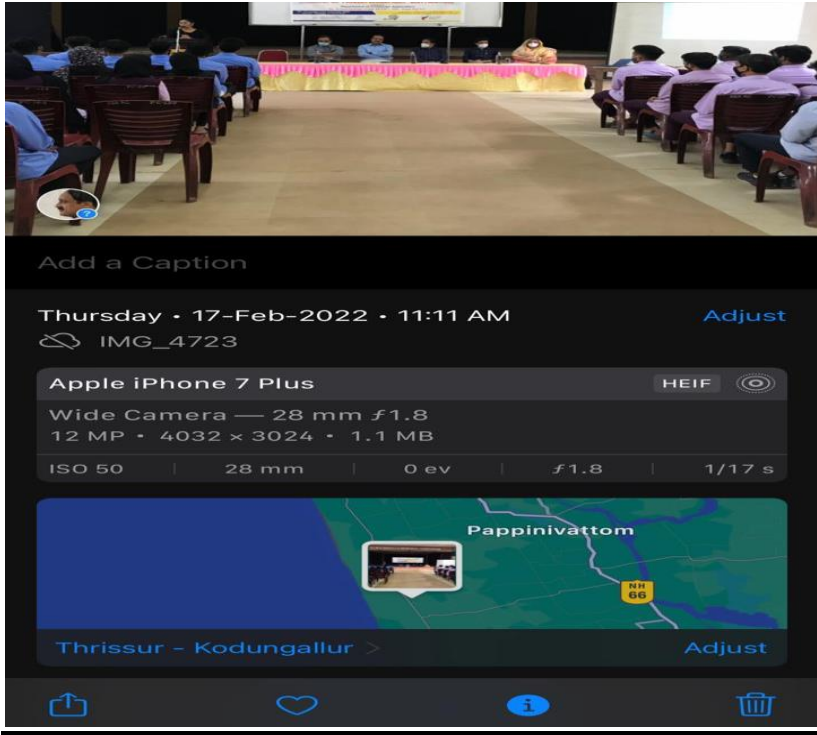 Add a Caption
Thursday • 17-Feb-2022 • 11:11 AM Adjust
IMG_4723
Apple iPhone 7 Plus HEIF
Wide Camera — 28 mm ƒ1.8
12 MP • 4032 × 3024 • 1.1 MB
ISO 50 | 28 mm | 0 ev | ƒ1.8 | 1/17 s
Pappinivattom
NH
66
Thrissur - Kodungallur > Adjust